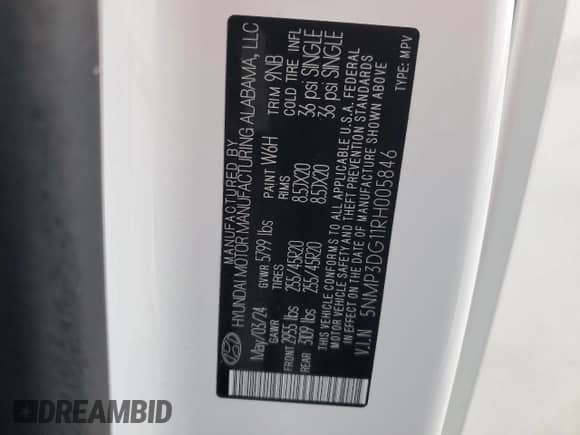 MANUFACTURED BY
HYUNDAI MOTOR MANUFACTURING ALABAMA, LLC
May/03/24 GVWR 5799 lbs PAINT W6H TRIM 9NB
GAWR TIRES RIMS COLD TIRE INFL
FRONT 2955 lbs 255/45R20 8.5JX20 36 psi SINGLE
REAR 3109 lbs 255/45R20 8.5JX20 36 psi SINGLE
THIS VEHICLE CONFORMS TO ALL APPLICABLE U.S.A. FEDERAL
MOTOR VEHICLE SAFETY AND THEFT PREVENTION STANDARDS
IN EFFECT ON THE DATE OF MANUFACTURE SHOWN ABOVE
V.I.N 5NMP3DG11RH005846 TYPE: MPV
DREAMBID